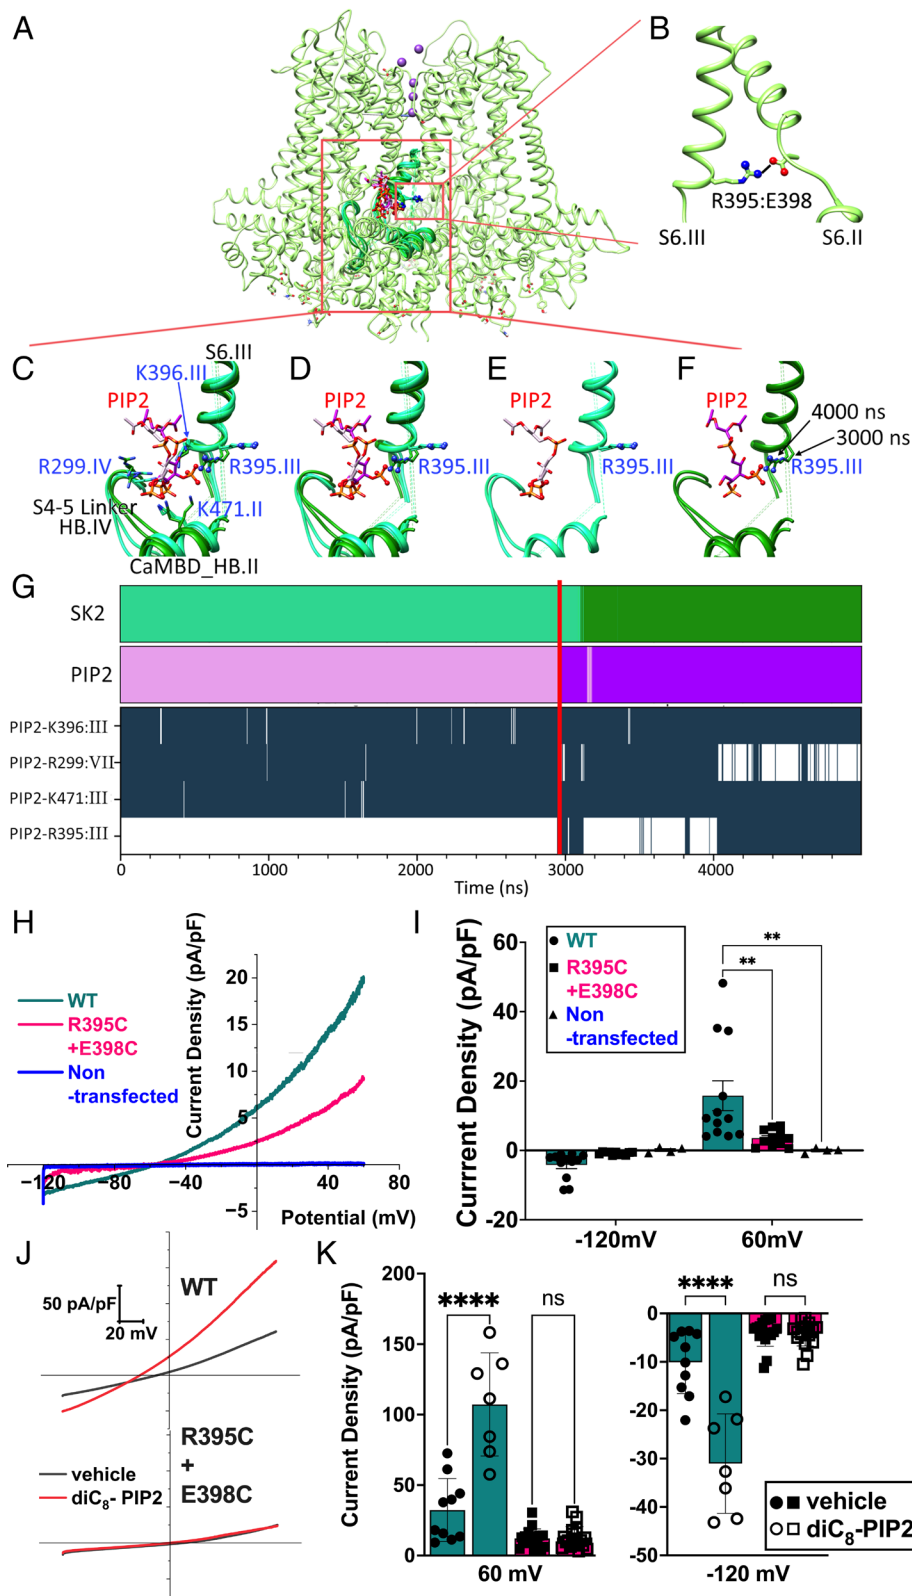 A
B
R395:E398
S6.III
S6.II
C
S6.III
K396.III
PIP2
R299.IV
R395.III
S4-5 Linker
HB.IV
K471.II
CaMBD_HB.II
D
PIP2
R395.III
E
PIP2
R395.III
F
PIP2
4000 ns
3000 ns
R395.III
G
SK2
PIP2
PIP2-K396:III
PIP2-R299:VII
PIP2-K471:III
PIP2-R395:III
0 1000 2000 3000 4000
Time (ns)
H
Current Density (pA/pF)
20
15
10
5
−5
−120 −80 −40 0 40 80
Potential (mV)
WT
R395C
+E398C
Non
-transfected
I
Currrent Density (pA/pF)
60
40
20
0
-20
WT
R395C
+E398C
Non
-transfected
**
**
-120mV 60mV
J
WT
50 pA/pF
20 mV
R395C
+
E398C
vehicle
diC8- PIP2
K
Current Density (pA/pF)
200
150
100
50
0
**** ns
60 mV
**** ns
0
-10
-20
-30
-40
-50
-120 mV
vehicle
diC8-PIP2